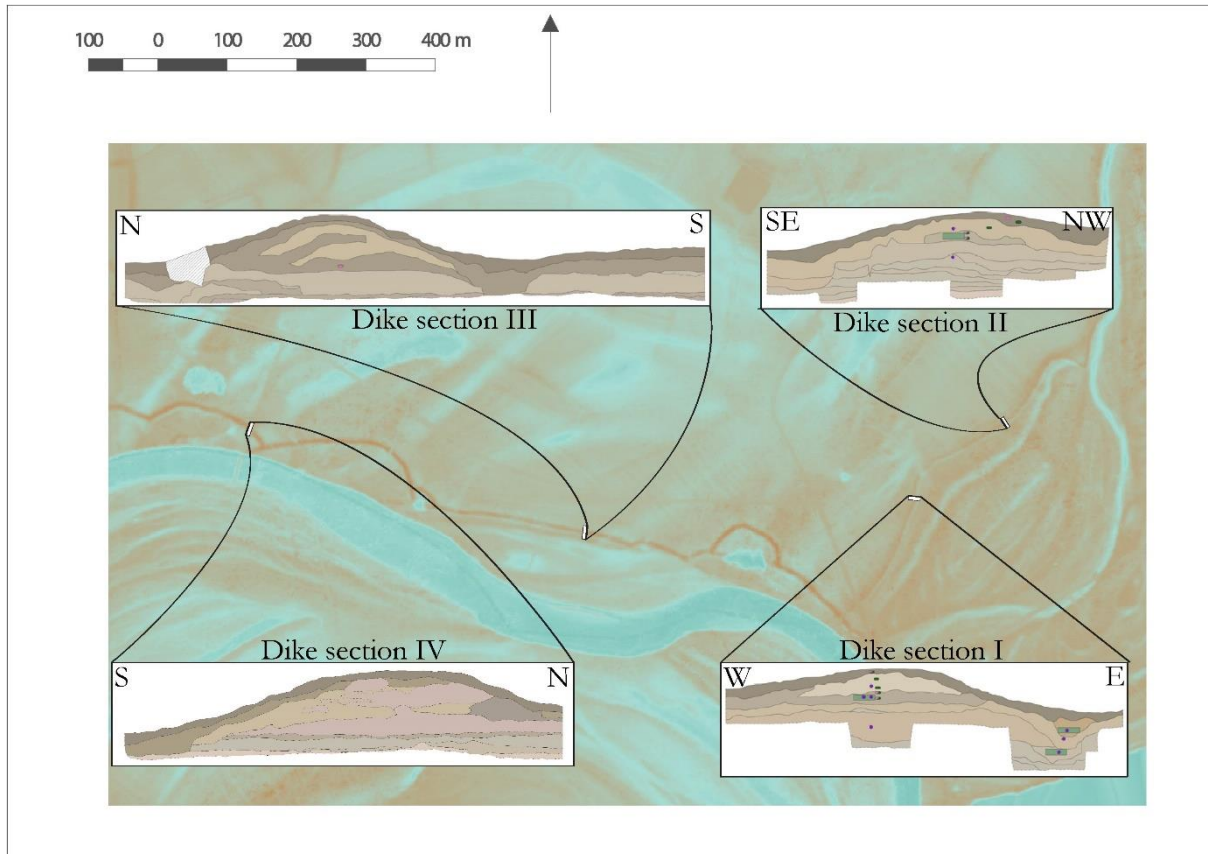 100 0 100 200 300 400 m
N S
SE NW
Dike section III
Dike section II
Dike section IV
Dike section I
S N
W E